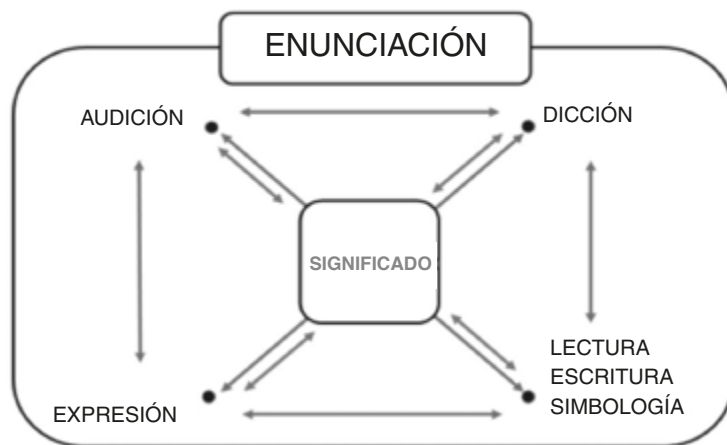 ENUNCIACIÓN
AUDICIÓN
DICCIÓN
SIGNIFICADO
EXPRESIÓN
LECTURA
ESCRITURA
SIMBOLOGÍA